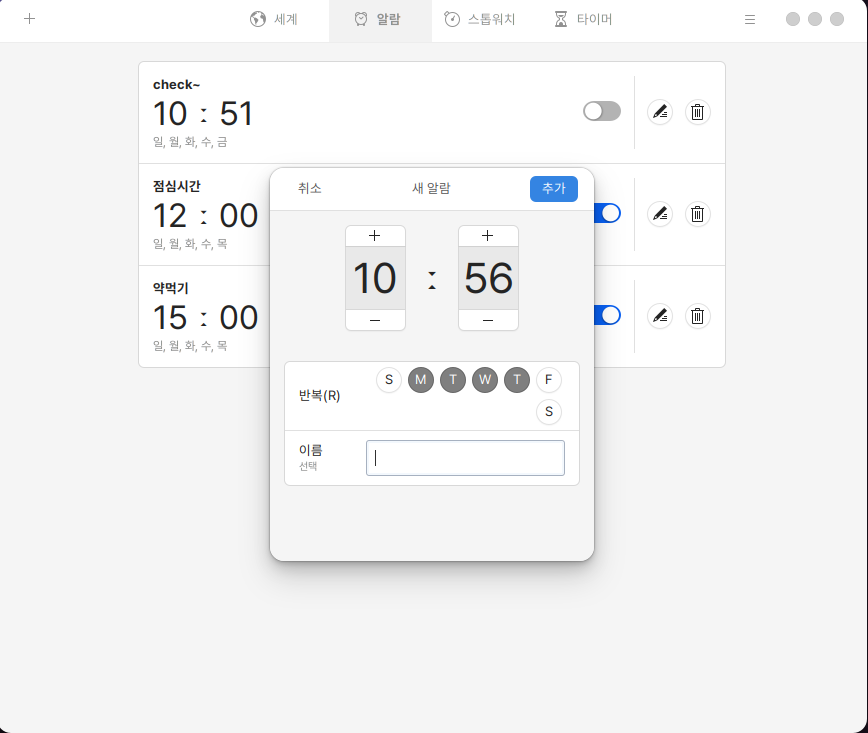 세계 알람 스톱워치 타이머
check~
10 : 51
일, 월, 화, 수, 금
점심시간
12 : 00
일, 월, 화, 수, 목
약먹기
15 : 00
일, 월, 화, 수, 목
취소 새 알람 추가
10 : 56
반복(R) S M T W T F
S
이름
선택